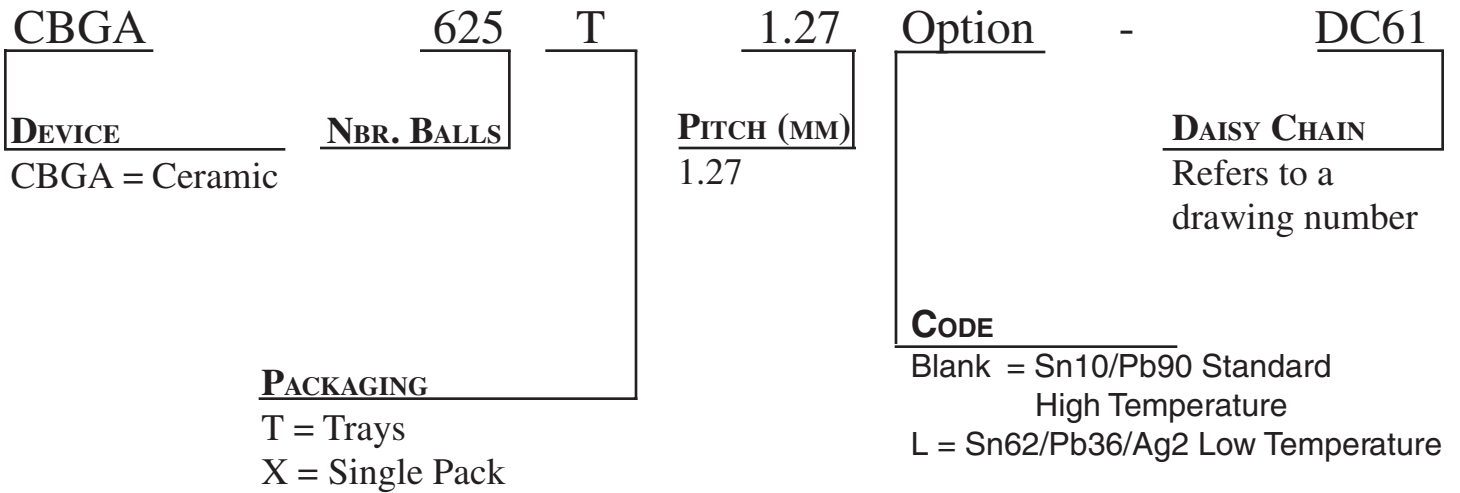 CBGA 625 T 1.27 Option - DC61
DEVICE NBR. BALLS PITCH (MM) DAISY CHAIN
CBGA = Ceramic 1.27 Refers to a
drawing number
CODE
Blank = Sn10/Pb90 Standard
High Temperature
L = Sn62/Pb36/Ag2 Low Temperature
PACKAGING
T = Trays
X = Single Pack